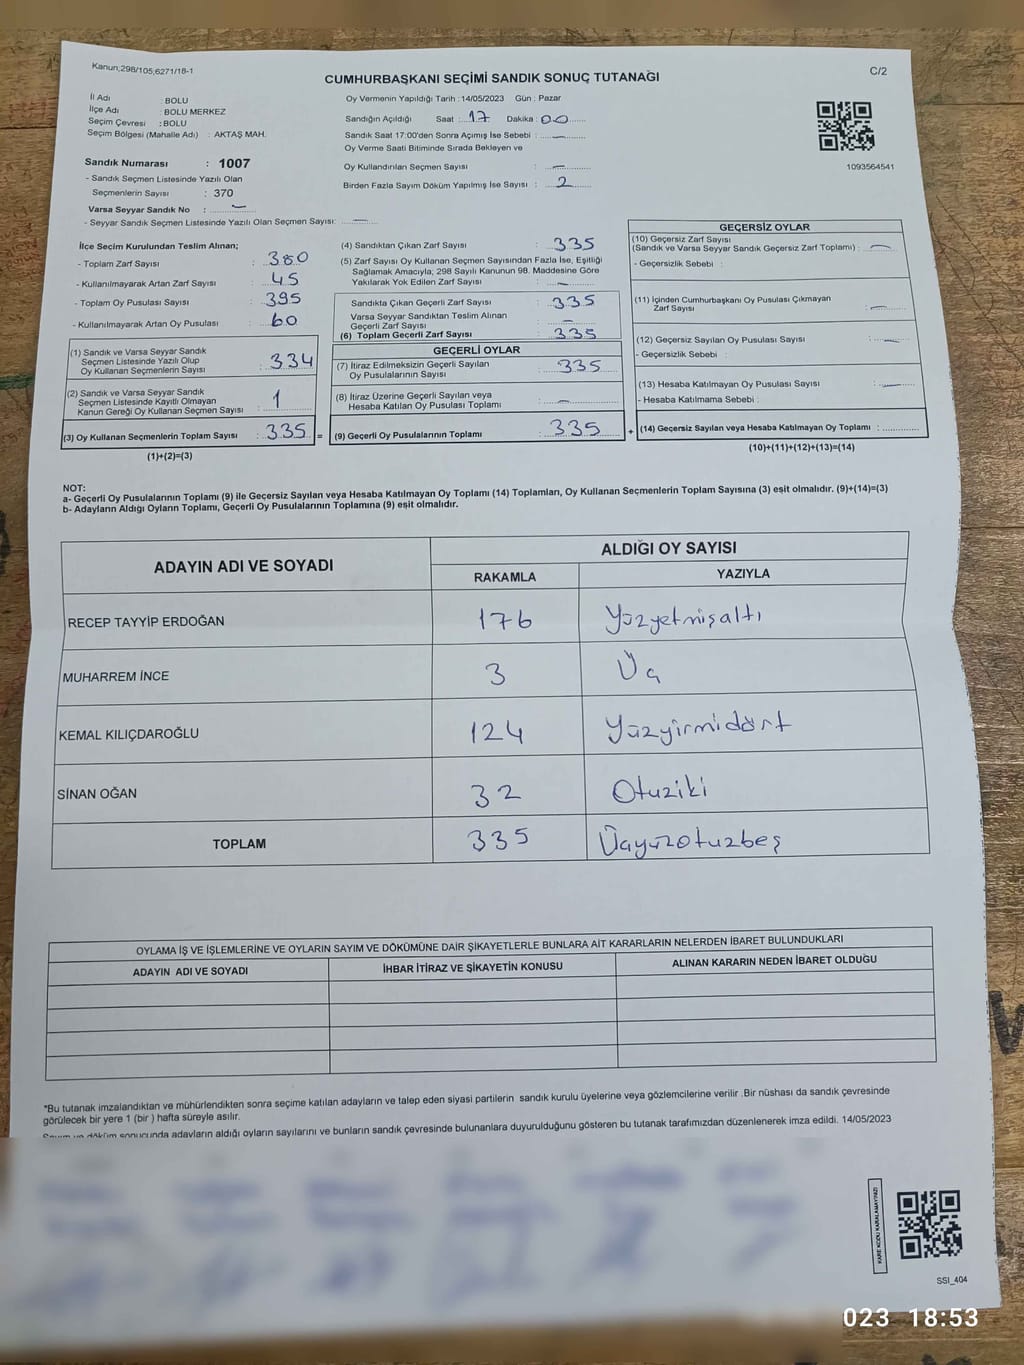 Kanun;298/105;6271/18-1
C/2
CUMHURBAŞKANI SEÇİMİ SANDIK SONUÇ TUTANAĞI
İl Adı : BOLU
İlçe Adı : BOLU MERKEZ
Seçim Çevresi : BOLU
Seçim Bölgesi (Mahalle Adı) : AKTAŞ MAH.
Sandık Numarası : 1007
- Sandık Seçmen Listesinde Yazılı Olan
Seçmenlerin Sayısı : 370
Varsa Seyyar Sandık No : –
- Seyyar Sandık Seçmen Listesinde Yazılı Olan Seçmen Sayısı: –
Oy Vermenin Yapıldığı Tarih : 14/05/2023 Gün : Pazar
Sandığın Açıldığı Saat : 17 Dakika : 00
Sandık Saat 17:00'den Sonra Açımış İse Sebebi : –
Oy Verme Saati Bitiminde Sırada Bekleyen ve
Oy Kullandırılan Seçmen Sayısı : –
Birden Fazla Sayım Döküm Yapılmış İse Sayısı : 2
1093564541
İlçe Seçim Kurulundan Teslim Alınan;
- Toplam Zarf Sayısı : 380
- Kullanılmayarak Artan Zarf Sayısı : 45
- Toplam Oy Pusulası Sayısı : 395
- Kullanılmayarak Artan Oy Pusulası : 60
(1) Sandık ve Varsa Seyyar Sandık
Seçmen Listesinde Yazılı Olup
Oy Kullanan Seçmenlerin Sayısı : 334
(2) Sandık ve Varsa Seyyar Sandık
Seçmen Listesinde Kayıtlı Olmayan
Kanun Gereği Oy Kullanan Seçmen Sayısı : 1
(3) Oy Kullanan Seçmenlerin Toplam Sayısı : 335 =
(1)+(2)=(3)
(4) Sandıktan Çıkan Zarf Sayısı : 335
(5) Zarf Sayısı Oy Kullanan Seçmen Sayısından Fazla İse, Eşitliği
Sağlamak Amacıyla; 298 Sayılı Kanunun 98. Maddesine Göre
Yakılarak Yok Edilen Zarf Sayısı : –
Sandıkta Çıkan Geçerli Zarf Sayısı : 335
Varsa Seyyar Sandıktan Teslim Alınan
Geçerli Zarf Sayısı : –
(6) Toplam Geçerli Zarf Sayısı : 335
GEÇERLİ OYLAR
(7) İtiraz Edilmeksizin Geçerli Sayılan
Oy Pusulalarının Sayısı : 335
(8) İtiraz Üzerine Geçerli Sayılan veya
Hesaba Katılan Oy Pusulası Toplamı : –
(9) Geçerli Oy Pusulalarının Toplamı : 335 +
GEÇERSİZ OYLAR
(10) Geçersiz Zarf Sayısı
(Sandık ve Varsa Seyyar Sandık Geçersiz Zarf Toplamı) : –
- Geçersizlik Sebebi :
(11) İçinden Cumhurbaşkanı Oy Pusulası Çıkmayan
Zarf Sayısı : –
(12) Geçersiz Sayılan Oy Pusulası Sayısı : –
- Geçersizlik Sebebi :
(13) Hesaba Katılmayan Oy Pusulası Sayısı : –
- Hesaba Katılmama Sebebi :
(14) Geçersiz Sayılan veya Hesaba Katılmayan Oy Toplamı :
(10)+(11)+(12)+(13)=(14)
NOT:
a- Geçerli Oy Pusulalarının Toplamı (9) ile Geçersiz Sayılan veya Hesaba Katılmayan Oy Toplamı (14) Toplamları, Oy Kullanan Seçmenlerin Toplam Sayısına (3) eşit olmalıdır. (9)+(14)=(3)
b- Adayların Aldığı Oyların Toplamı, Geçerli Oy Pusulalarının Toplamına (9) eşit olmalıdır.
ADAYIN ADI VE SOYADI
ALDIĞI OY SAYISI
RAKAMLA YAZIYLA
RECEP TAYYİP ERDOĞAN 176 Yüzyetmişaltı
MUHARREM İNCE 3 Üç
KEMAL KILIÇDAROĞLU 124 Yüzyirmidört
SİNAN OĞAN 32 Otuziki
TOPLAM 335 Üçyüzotuzbeş
OYLAMA İŞ VE İŞLEMLERİNE VE OYLARIN SAYIM VE DÖKÜMÜNE DAİR ŞİKAYETLERLE BUNLARA AİT KARARLARIN NELERDEN İBARET BULUNDUKLARI
ADAYIN ADI VE SOYADI İHBAR İTİRAZ VE ŞİKAYETİN KONUSU ALINAN KARARIN NEDEN İBARET OLDUĞU
*Bu tutanak imzalandıktan ve mühürlendikten sonra seçime katılan adayların ve talep eden siyasi partilerin sandık kurulu üyelerine veya gözlemcilerine verilir .Bir nüshası da sandık çevresinde
görülecek bir yere 1 (bir ) hafta süreyle asılır.
Sayım ve döküm sonucunda adayların aldığı oyların sayılarını ve bunların sandık çevresinde bulunanlara duyurulduğunu gösteren bu tutanak tarafımızdan düzenlenerek imza edildi. 14/05/2023
KARE KODU KARALAMAYINIZ!
SSI_404
023 18:53